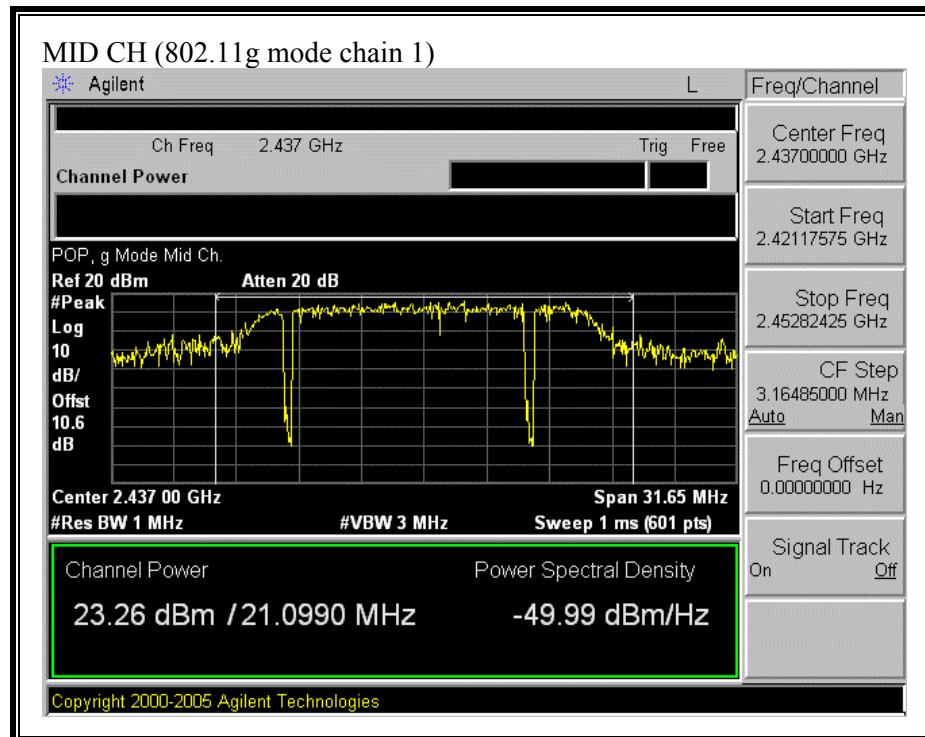 MID CH (802.11g mode chain 1)
Agilent L Freq/Channel
Ch Freq 2.437 GHz Trig Free
Channel Power
POP, g Mode Mid Ch.
Ref 20 dBm Atten 20 dB
#Peak
Log
10
dB/
Offst
10.6
dB
Center 2.437 00 GHz Span 31.65 MHz
#Res BW 1 MHz #VBW 3 MHz Sweep 1 ms (601 pts)
Channel Power Power Spectral Density
23.26 dBm / 21.0990 MHz -49.99 dBm/Hz
Center Freq
2.43700000 GHz
Start Freq
2.42117575 GHz
Stop Freq
2.45282425 GHz
CF Step
3.16485000 MHz
Auto Man
Freq Offset
0.00000000 Hz
Signal Track
On Off
Copyright 2000-2005 Agilent Technologies